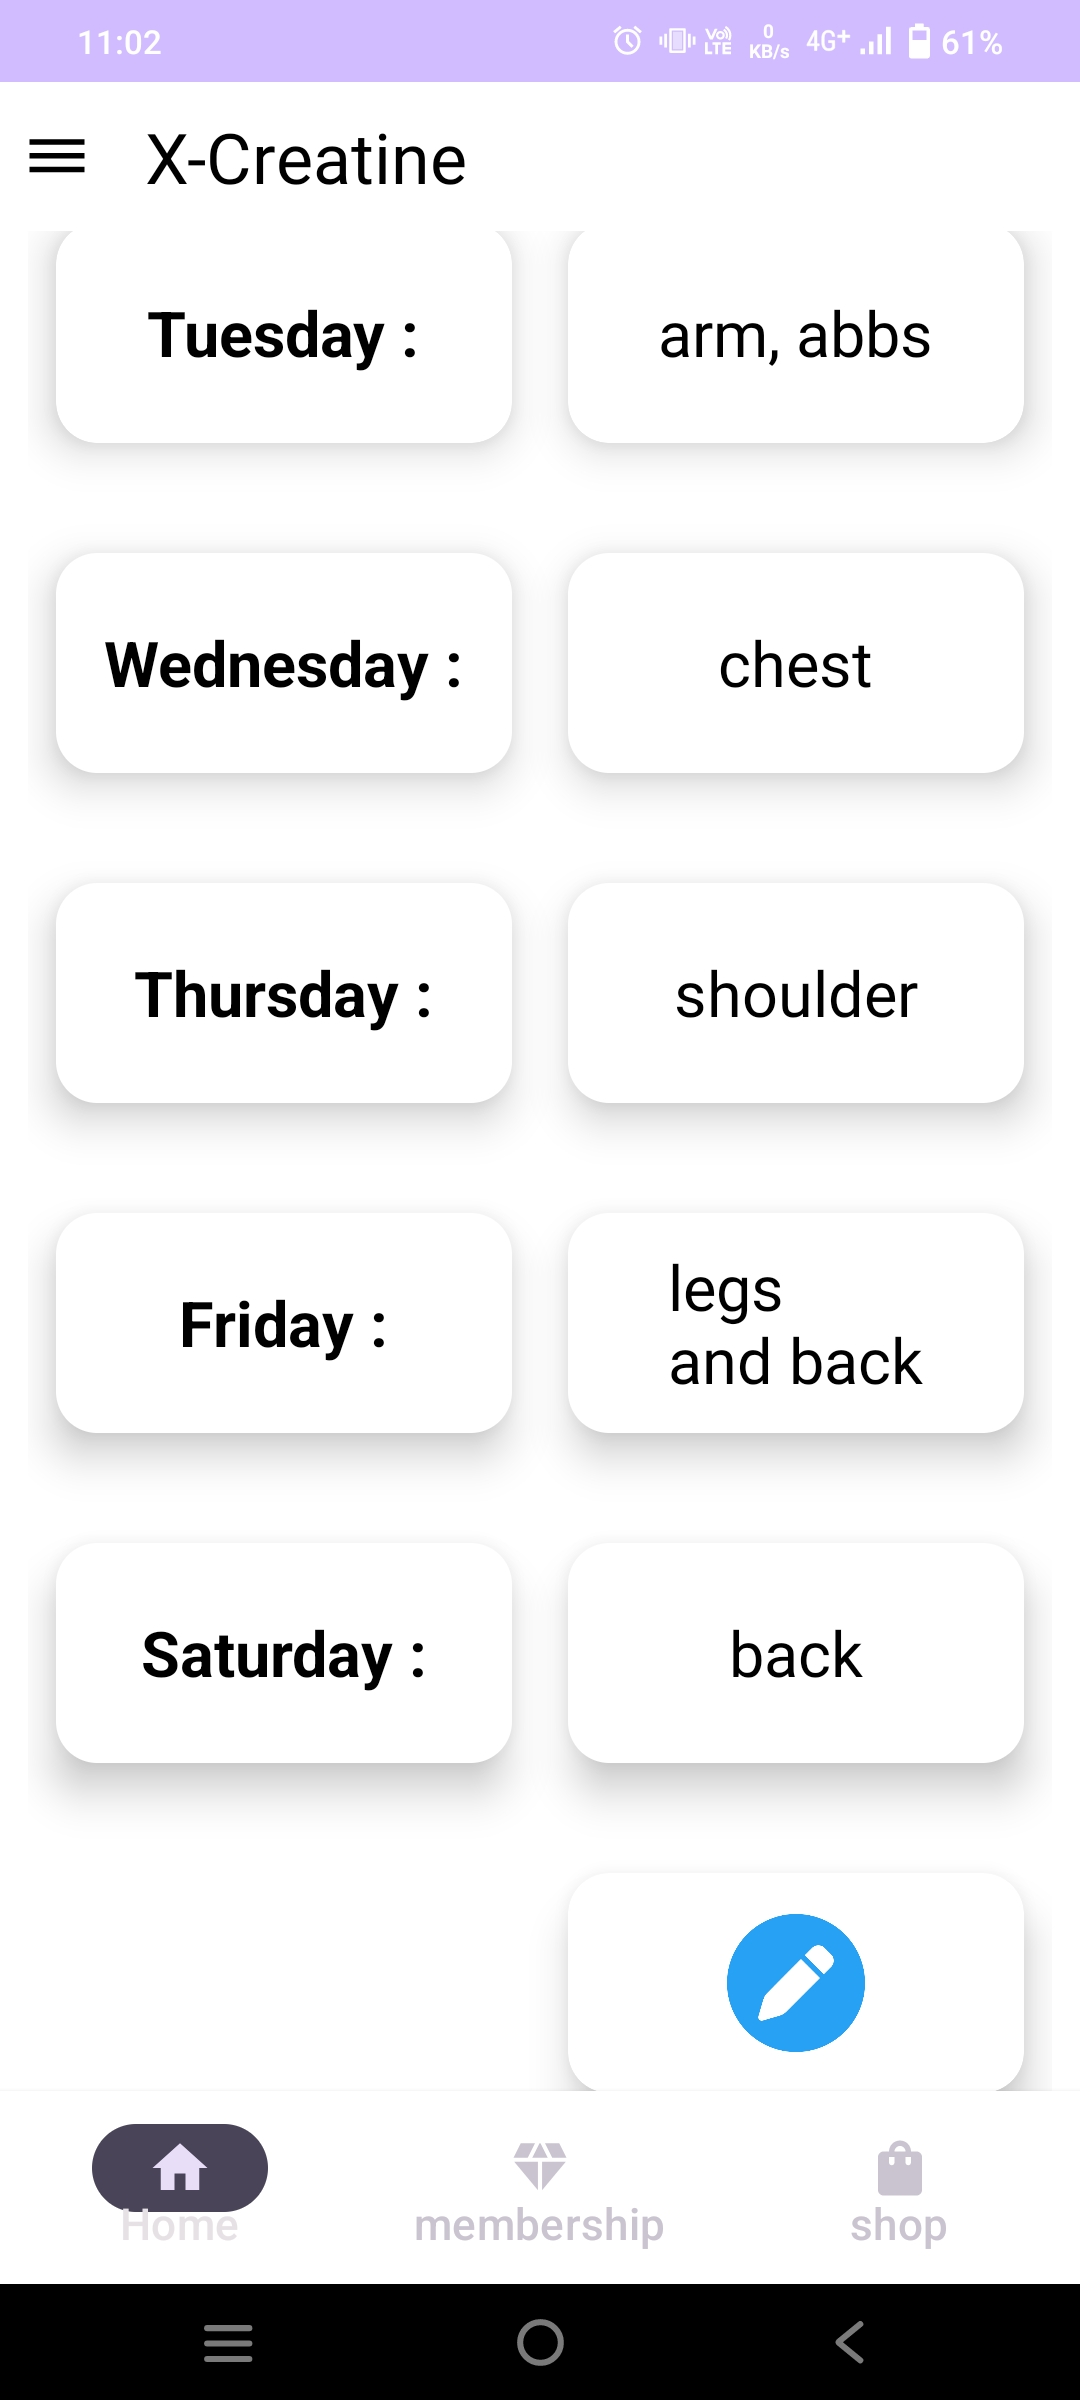 11:02
Vo)) LTE
0 KB/s
4G+
61%
X-Creatine
Tuesday :
arm, abbs
Wednesday :
chest
Thursday :
shoulder
Friday :
legs
and back
Saturday :
back
Home
membership
shop